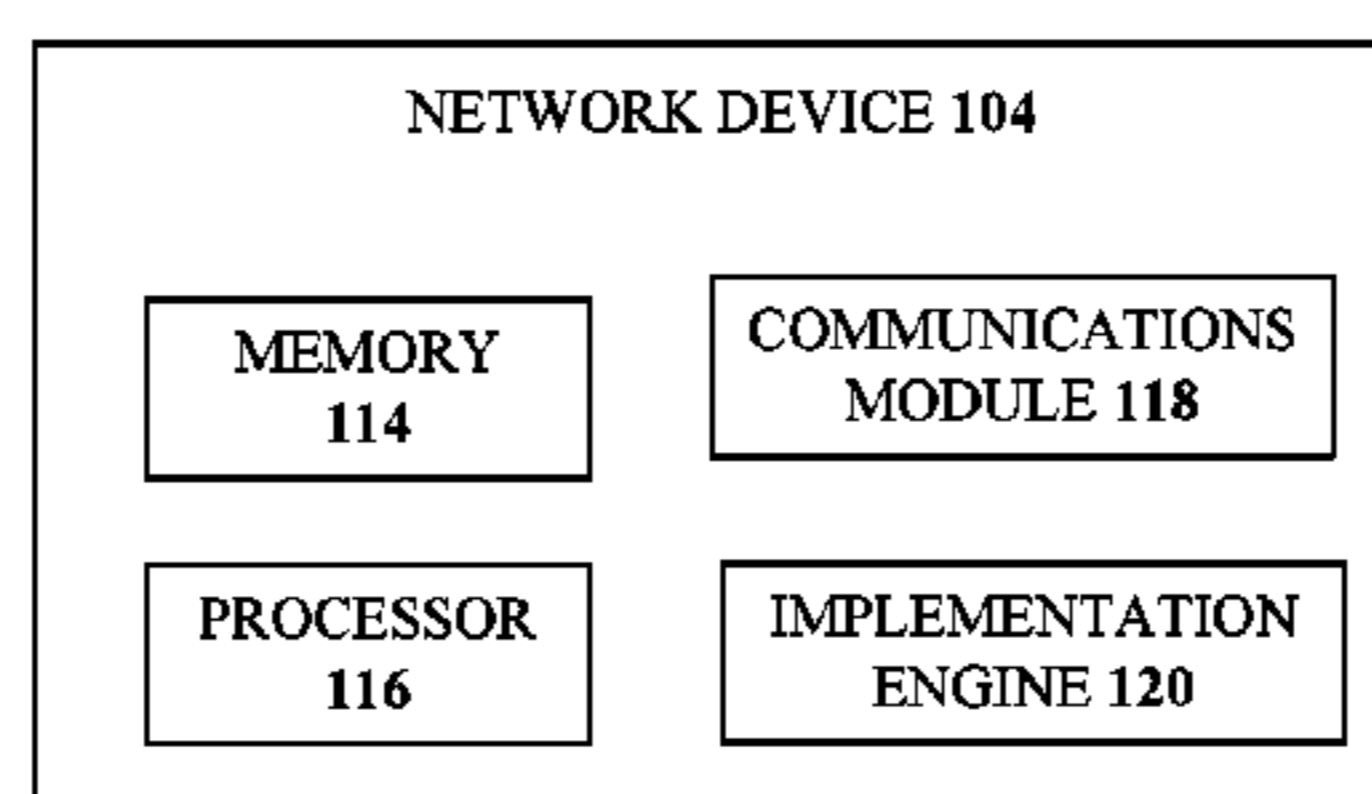 NETWORK DEVICE 104
MEMORY
114
COMMUNICATIONS
MODULE 118
PROCESSOR
116
IMPLEMENTATION
ENGINE 120